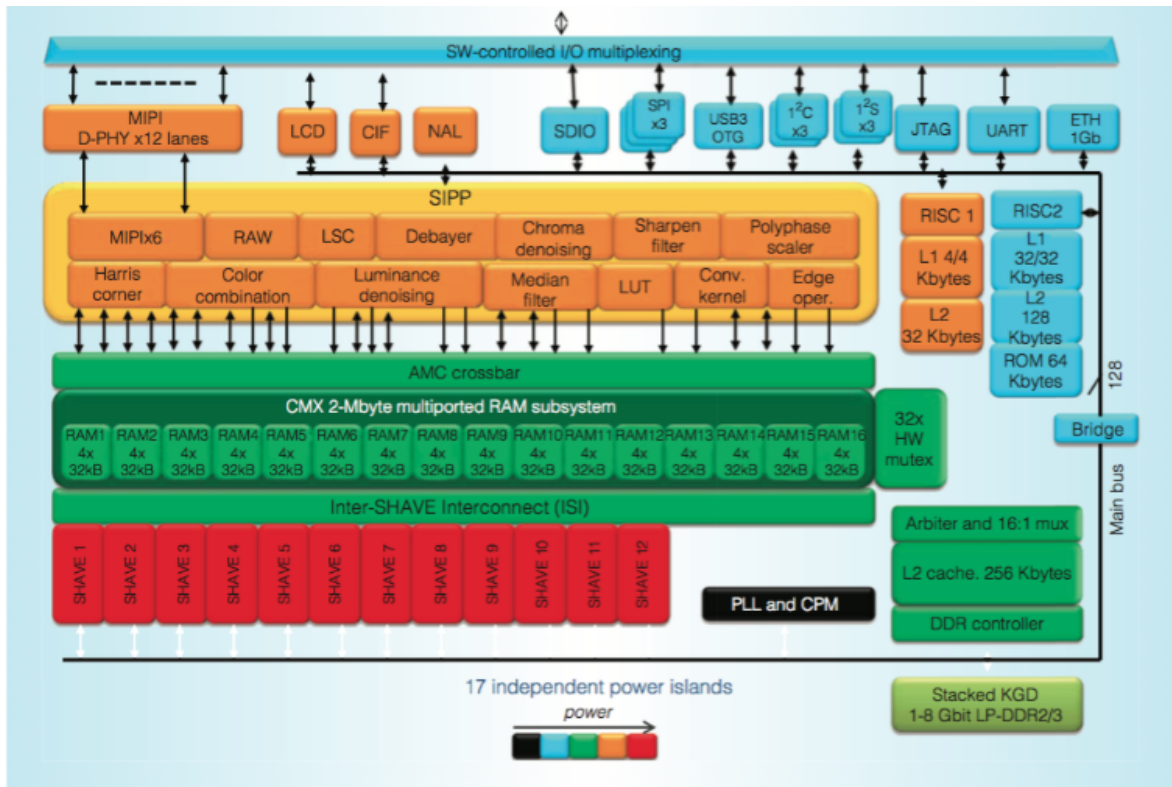 SW-controlled I/O multiplexing
MIPI
D-PHY x12 lanes
LCD
CIF
NAL
SDIO
SPI
x3
USB3
OTG
1²C
x3
1²S
x3
JTAG
UART
ETH
1Gb
SIPP
MIPIx6
RAW
LSC
Debayer
Chroma
denoising
Sharpen
filter
Polyphase
scaler
Harris
corner
Color
combination
Luminance
denoising
Median
filter
LUT
Conv.
kernel
Edge
oper.
RISC 1
L1 4/4
Kbytes
L2
32 Kbytes
RISC2
L1
32/32
Kbytes
L2
128
Kbytes
ROM 64
Kbytes
128
Bridge
Main bus
AMC crossbar
CMX 2-Mbyte multiported RAM subsystem
RAM1
4x
32kB
RAM2
4x
32kB
RAM3
4x
32kB
RAM4
4x
32kB
RAM5
4x
32kB
RAM6
4x
32kB
RAM7
4x
32kB
RAM8
4x
32kB
RAM9
4x
32kB
RAM10
4x
32kB
RAM11
4x
32kB
RAM12
4x
32kB
RAM13
4x
32kB
RAM14
4x
32kB
RAM15
4x
32kB
RAM16
4x
32kB
32x
HW
mutex
Inter-SHAVE Interconnect (ISI)
SHAVE 1
SHAVE 2
SHAVE 3
SHAVE 4
SHAVE 5
SHAVE 6
SHAVE 7
SHAVE 8
SHAVE 9
SHAVE 10
SHAVE 11
SHAVE 12
PLL and CPM
Arbiter and 16:1 mux
L2 cache. 256 Kbytes
DDR controller
Stacked KGD
1-8 Gbit LP-DDR2/3
17 independent power islands
power